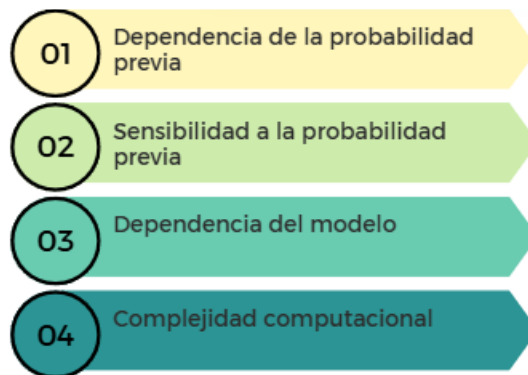 01
Dependencia de la probabilidad
previa
02
Sensibilidad a la probabilidad
previa
03
Dependencia del modelo
04
Complejidad computacional